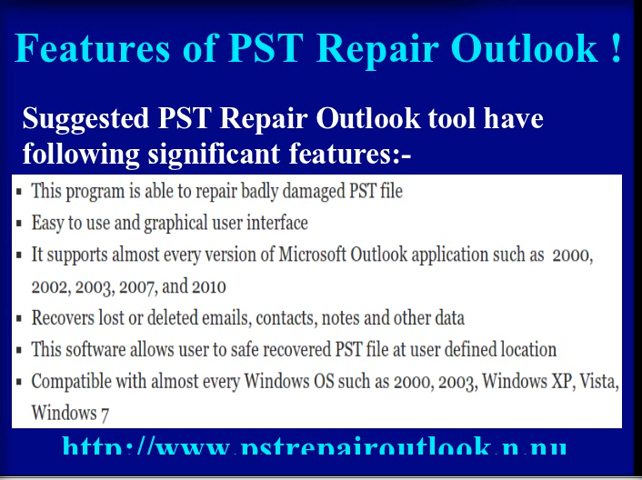 Features of PST Repair Outlook !
Suggested PST Repair Outlook tool have
following significant features:-
▪ This program is able to repair badly damaged PST file
▪ Easy to use and graphical user interface
▪ It supports almost every version of Microsoft Outlook application such as 2000,
2002, 2003, 2007, and 2010
▪ Recovers lost or deleted emails, contacts, notes and other data
▪ This software allows user to safe recovered PST file at user defined location
▪ Compatible with almost every Windows OS such as 2000, 2003, Windows XP, Vista,
Windows 7
http://www.pstrepairoutlook.n.nu